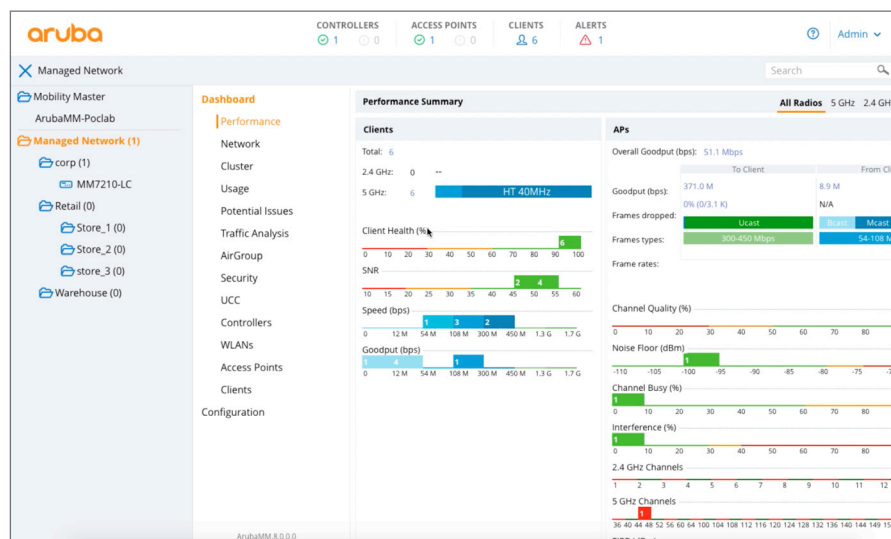 aruba
CONTROLLERS
1 0
ACCESS POINTS
1 0
CLIENTS
6
ALERTS
1
Admin
Managed Network
Search
Mobility Master
ArubaMM-Poclab
Managed Network (1)
corp (1)
MM7210-LC
Retail (0)
Store_1 (0)
Store_2 (0)
store_3 (0)
Warehouse (0)
Dashboard
Performance
Network
Cluster
Usage
Potential Issues
Traffic Analysis
AirGroup
Security
UCC
Controllers
WLANs
Access Points
Clients
Configuration
ArubaMM 8.0.0.0
Performance Summary
All Radios 5 GHz 2.4 GH
Clients
Total: 6
2.4 GHz: 0 --
5 GHz: 6 HT 40MHz
Client Health (%)
6
0 10 20 30 40 50 60 70 80 90 100
SNR
2 4
10 15 20 25 30 35 40 45 50 55 60
Speed (bps)
1 3 2
0 12 M 54 M 108 M 300 M 450 M 1.3 G 1.7 G
Goodput (bps)
1 4 1
0 12 M 54 M 108 M 300 M 450 M 1.3 G 1.7 G
APs
Overall Goodput (bps): 51.1 Mbps
To Client From Cl
Goodput (bps): 371.0 M 8.9 M
Frames dropped: 0% (0/3.1 K) N/A
Frames types: Ucast Bcast Mcast
Frame rates: 300-450 Mbps 54-108 M
Channel Quality (%)
0 10 30 40 50 60 70 80
Noise Floor (dBm)
1
-110 -105 -100 -95 -90 -85 -80 -75
Channel Busy (%)
1
0 10 20 30 40 50 60 70 80
Interference (%)
1
0 10 20 30 40 50 60 70 80
2.4 GHz Channels
1 2 3 4 5 6 7 8 9 10 11 12
5 GHz Channels
1
36 40 44 48 52 56 60 64 100 104 108 112 116 120 124 128 132 136 140 144 149 15